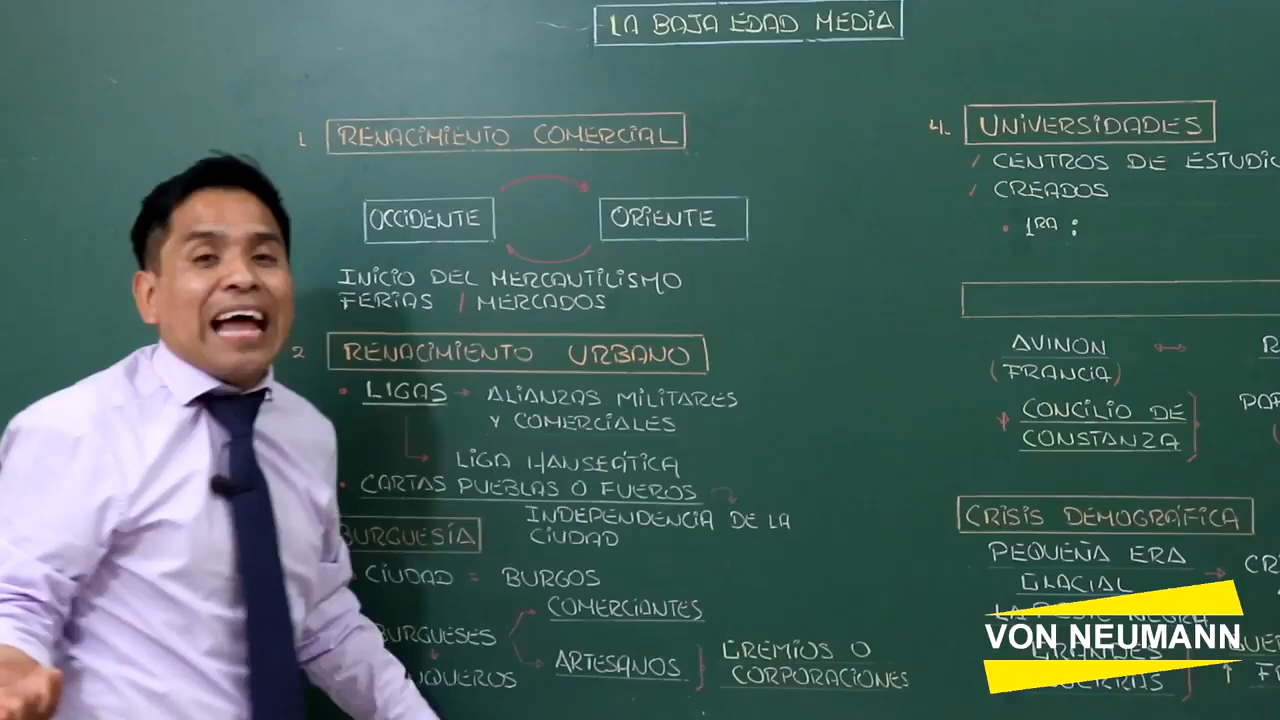 LA BAJA EDAD MEDIA
1. RENACIMIENTO COMERCIAL
OCCIDENTE
ORIENTE
INICIO DEL MERCANTILISMO
FERIAS / MERCADOS
2 RENACIMIENTO URBANO
• LIGAS → ALIANZAS MILITARES
Y COMERCIALES
LIGA HANSEÁTICA
• CARTAS PUEBLAS O FUEROS
INDEPENDENCIA DE LA
CIUDAD
BURGUESÍA
CIUDAD = BURGOS
BURGUESES
COMERCIANTES
ARTESANOS
GREMIOS O
CORPORACIONES
4. UNIVERSIDADES
/ CENTROS DE
/ CREADOS
• 1RA :
AVINON
(FRANCIA)
CONCILIO DE
CONSTANZA
CRISIS DEMOGRÁFICA
PEQUEÑA ERA
GLACIAL
GRANDES
VON NEUMANN